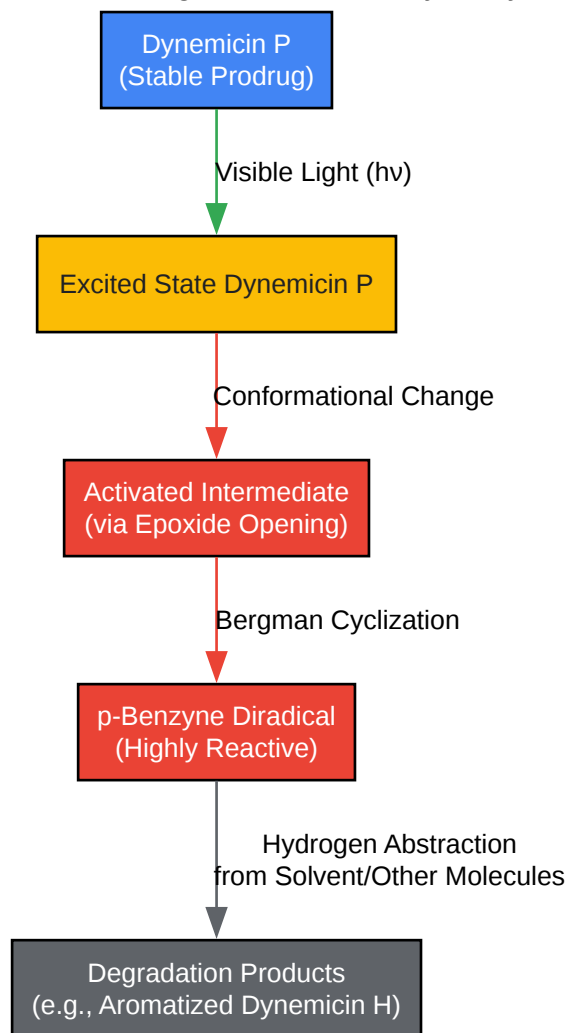 Dynemicin P
(Stable Prodrug)
Visible Light (hν)
Excited State Dynemicin P
Conformational Change
Activated Intermediate
(via Epoxide Opening)
Bergman Cyclization
p-Benzyne Diradical
(Highly Reactive)
Hydrogen Abstraction
from Solvent/Other Molecules
Degradation Products
(e.g., Aromatized Dynemicin H)